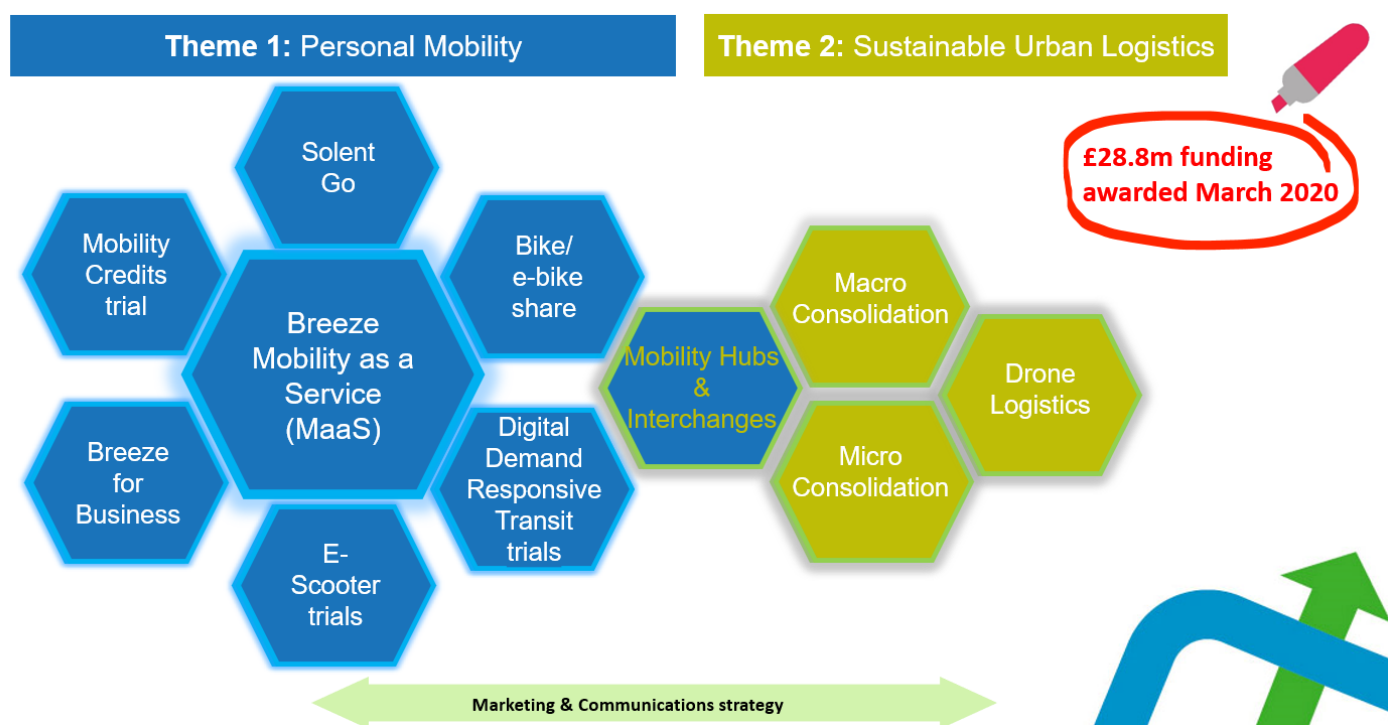 Theme 1: Personal Mobility
Theme 2: Sustainable Urban Logistics
£28.8m funding
awarded March 2020
Solent
Go
Mobility
Credits
trial
Bike/
e-bike
share
Breeze
Mobility as a
Service
(MaaS)
Breeze
for
Business
E-
Scooter
trials
Digital
Demand
Responsive
Transit
trials
Mobility Hubs
&
Interchanges
Macro
Consolidation
Micro
Consolidation
Drone
Logistics
Marketing & Communications strategy